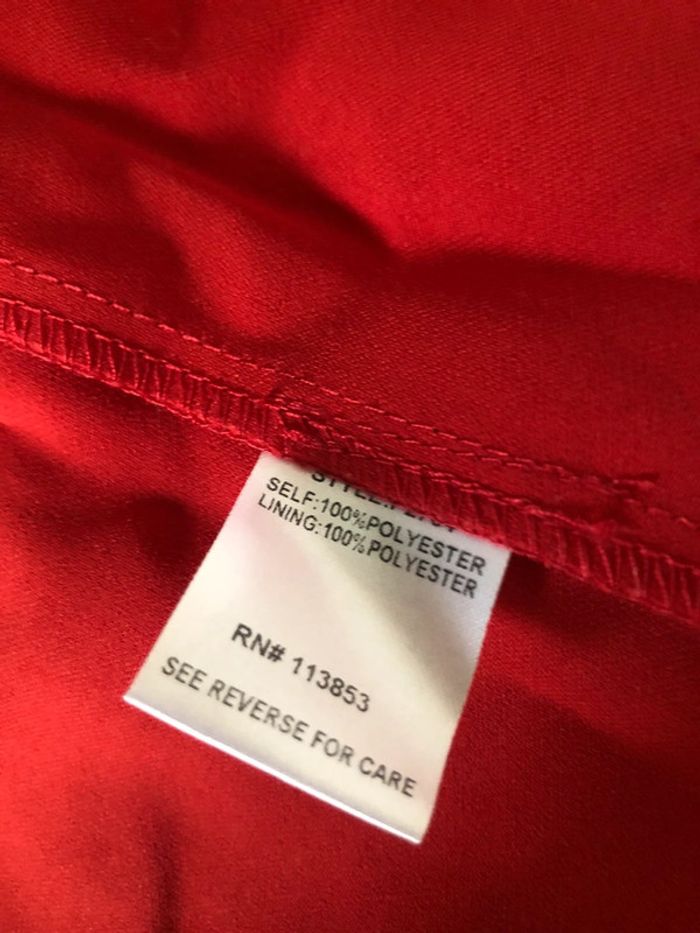 SELF:100%POLYESTER
LINING:100%POLYESTER
RN# 113853
SEE REVERSE FOR CARE